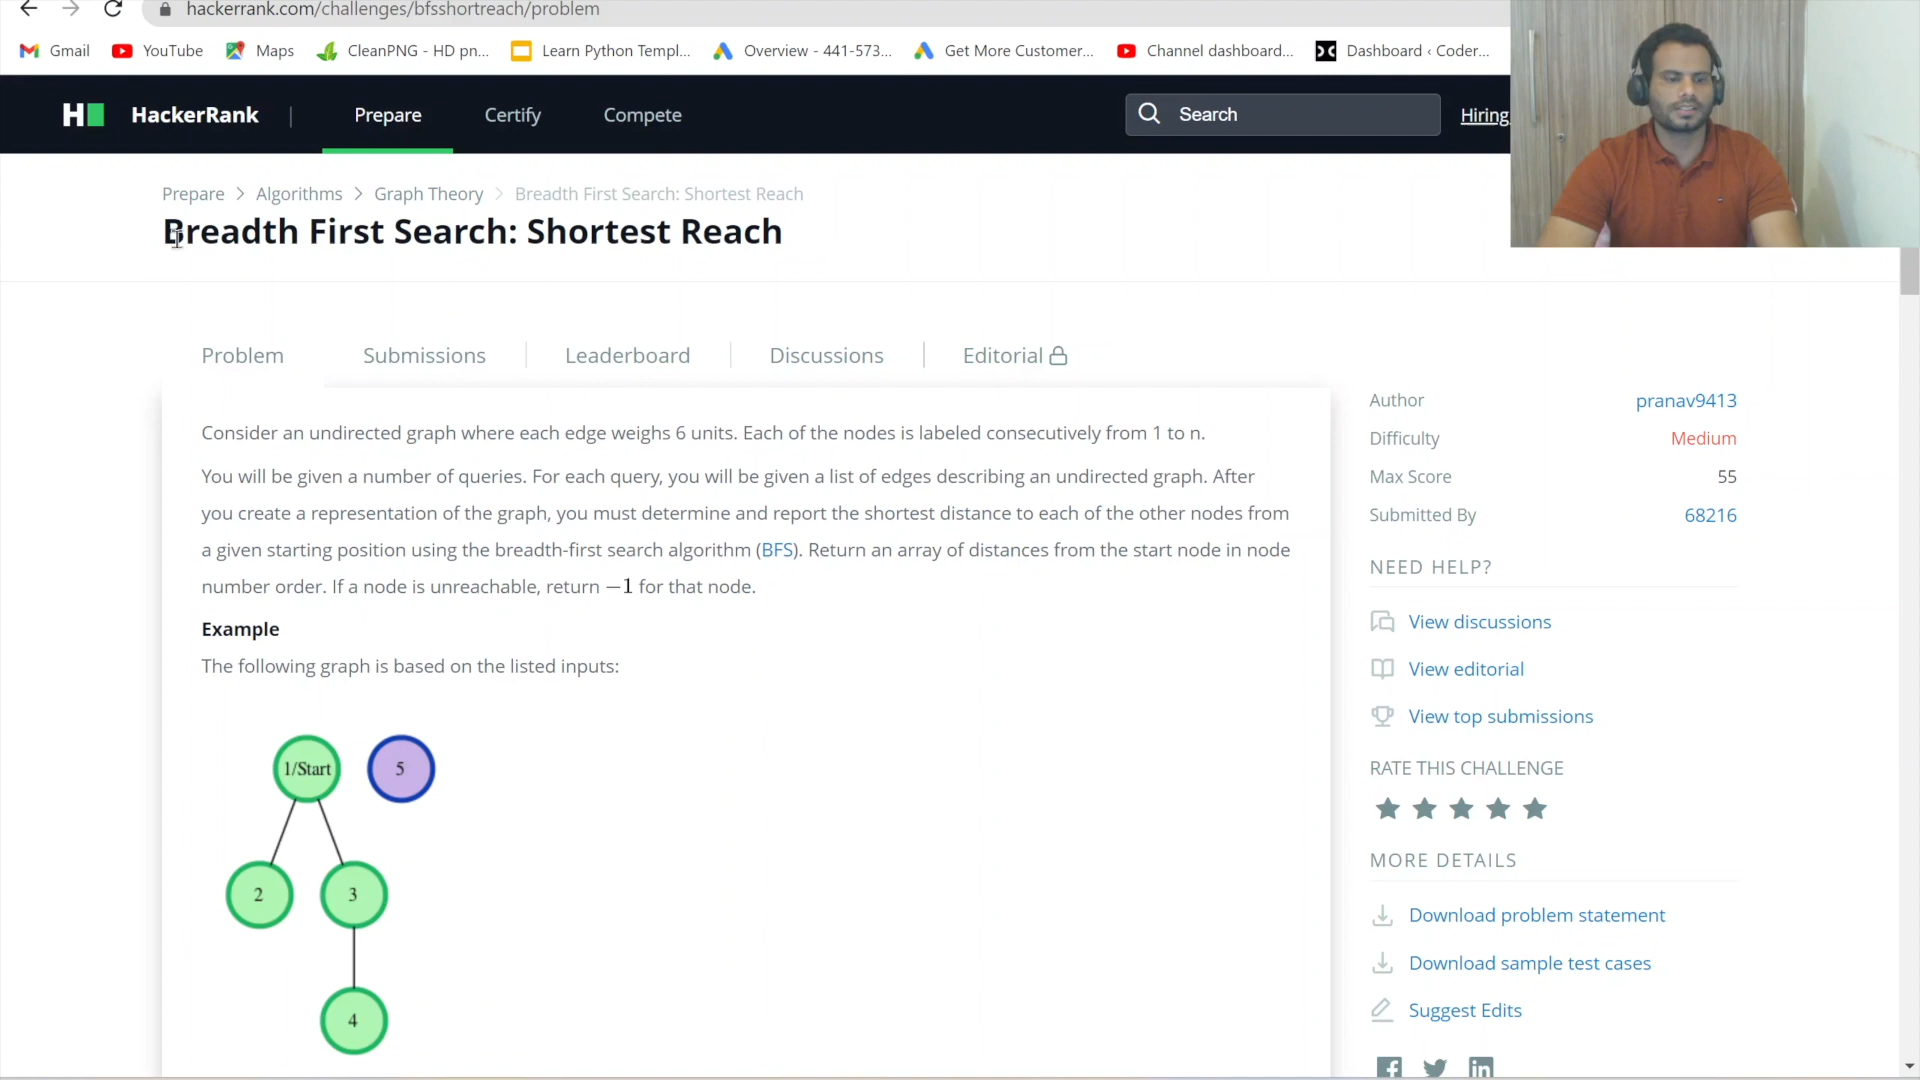 hackerrank.com/challenges/bfsshortreach/problem
Gmail YouTube Maps CleanPNG - HD pn... Learn Python Templ... Overview - 441-573... Get More Customer... Channel dashboard... Dashboard ‹ Coder...
HackerRank | Prepare Certify Compete Search Hiring
Prepare > Algorithms > Graph Theory > Breadth First Search: Shortest Reach
Breadth First Search: Shortest Reach
Problem Submissions Leaderboard Discussions Editorial
Consider an undirected graph where each edge weighs 6 units. Each of the nodes is labeled consecutively from 1 to n.
You will be given a number of queries. For each query, you will be given a list of edges describing an undirected graph. After
you create a representation of the graph, you must determine and report the shortest distance to each of the other nodes from
a given starting position using the breadth-first search algorithm (BFS). Return an array of distances from the start node in node
number order. If a node is unreachable, return −1 for that node.
Example
The following graph is based on the listed inputs:
1/Start 5
2 3
4
Author pranav9413
Difficulty Medium
Max Score 55
Submitted By 68216
NEED HELP?
View discussions
View editorial
View top submissions
RATE THIS CHALLENGE
MORE DETAILS
Download problem statement
Download sample test cases
Suggest Edits